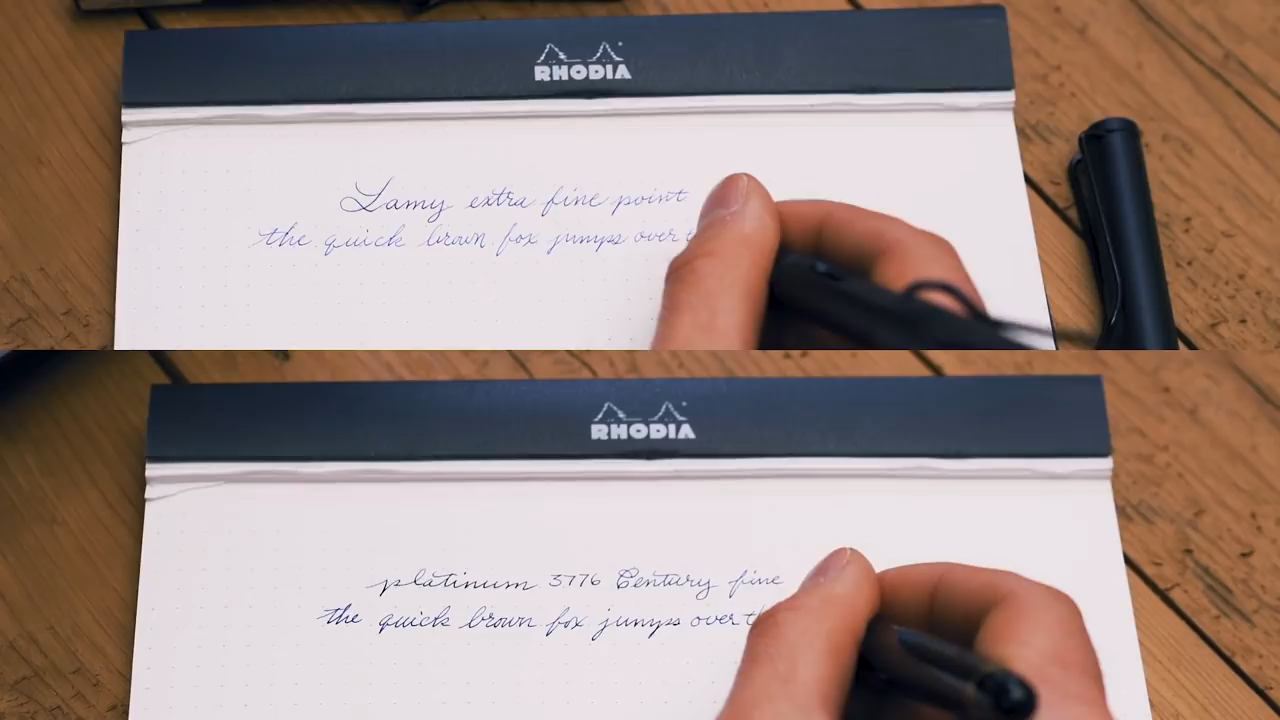 RHODIA
Lamy extra fine point
the quick brown fox jumps over t
RHODIA
platinum 3776 Century fine
the quick brown fox jumps over th